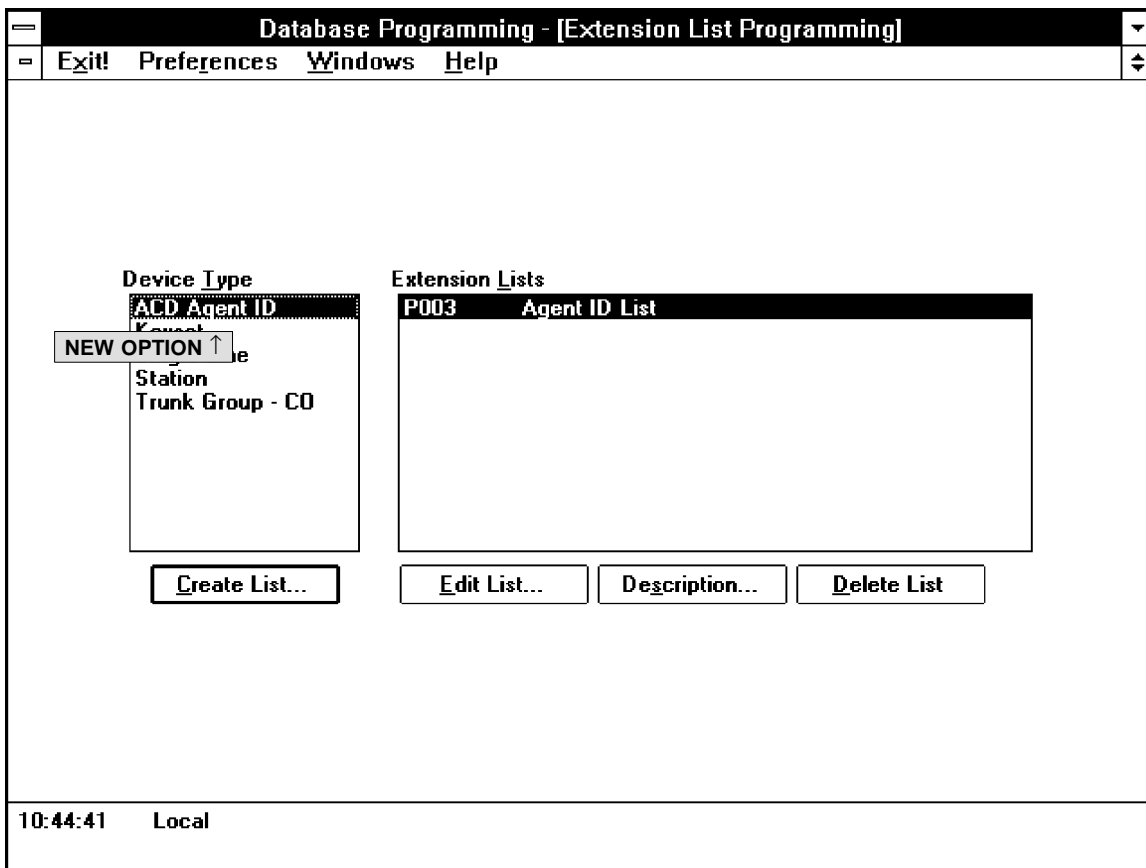 Database Programming - [Extension List Programming]
Exit! Preferences Windows Help
Device Type
Extension Lists
ACD Agent ID
P003 Agent ID List
NEW OPTION ↑
Station
Trunk Group - CO
Create List...
Edit List...
Description...
Delete List
10:44:41 Local